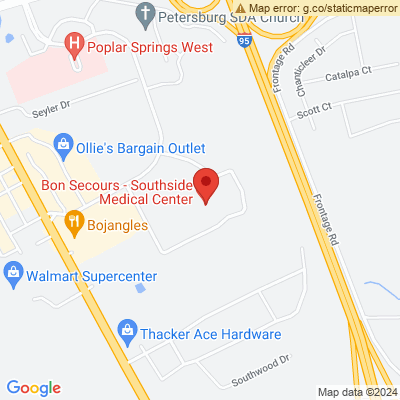 Map error: g.co/staticmaperror
Petersburg SDA Church
H
Poplar Springs West
95
Frontage Rd
Chanticleer Dr
Catalpa Ct
Seyler Dr
Scott Ct
Ollie's Bargain Outlet
Bon Secours - Southside
Medical Center
Bojangles
Frontage Rd
Walmart Supercenter
Thacker Ace Hardware
Southwood Dr
Google
Map data ©2024